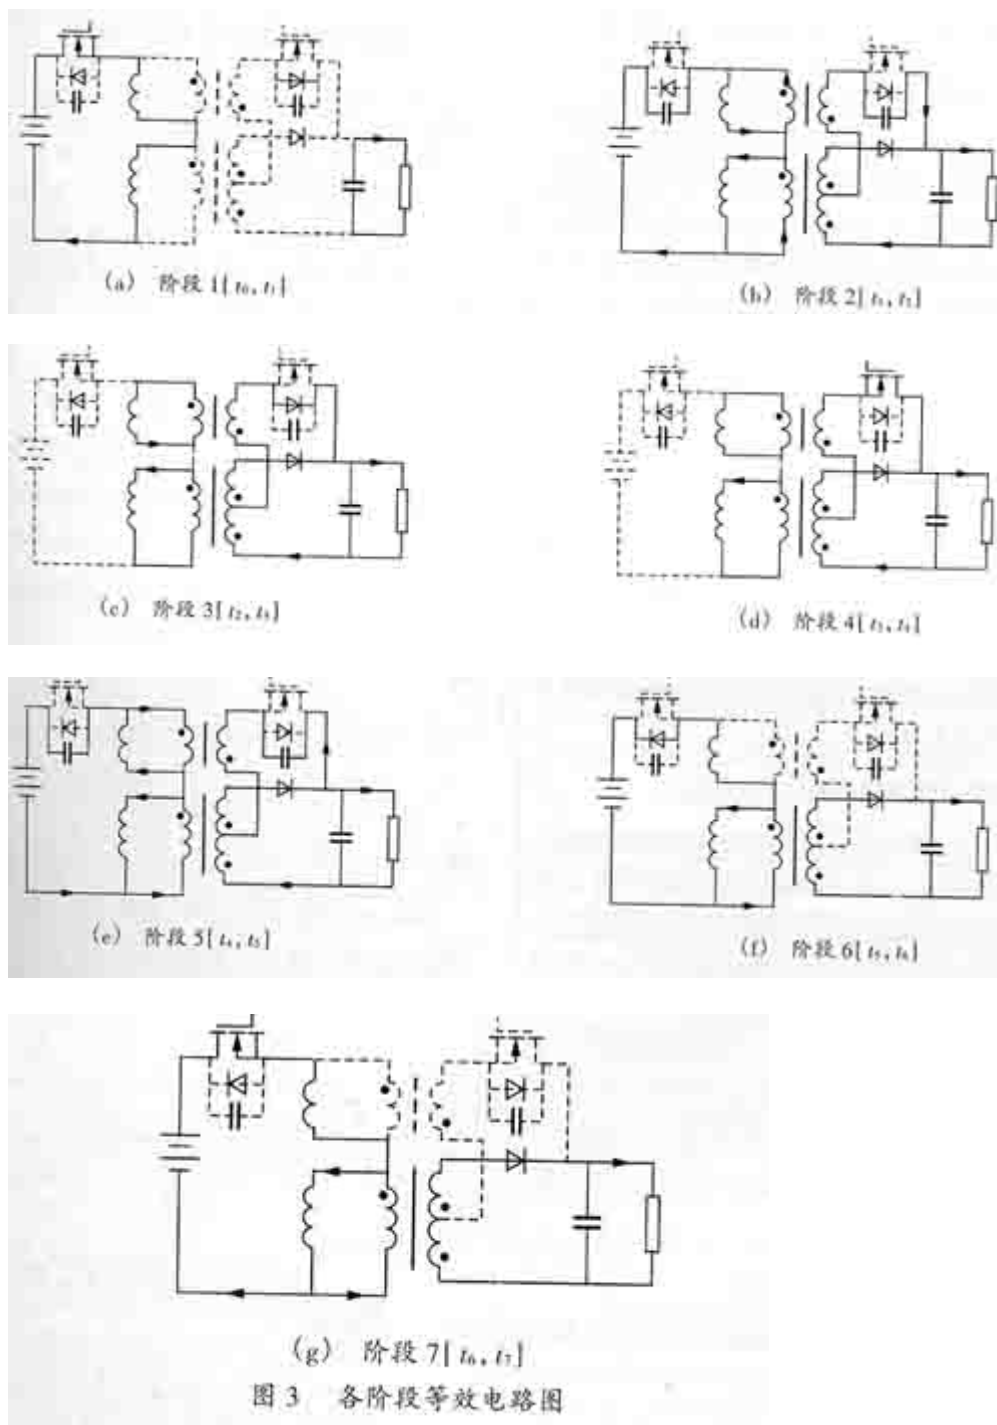 (a) 阶段 1[t₀, t₁]
(b) 阶段 2[t₁, t₂]
(c) 阶段 3[t₂, t₃]
(d) 阶段 4[t₃, t₄]
(e) 阶段 5[t₄, t₅]
(f) 阶段 6[t₅, t₆]
(g) 阶段 7[t₆, t₇]
图 3 各阶段等效电路图